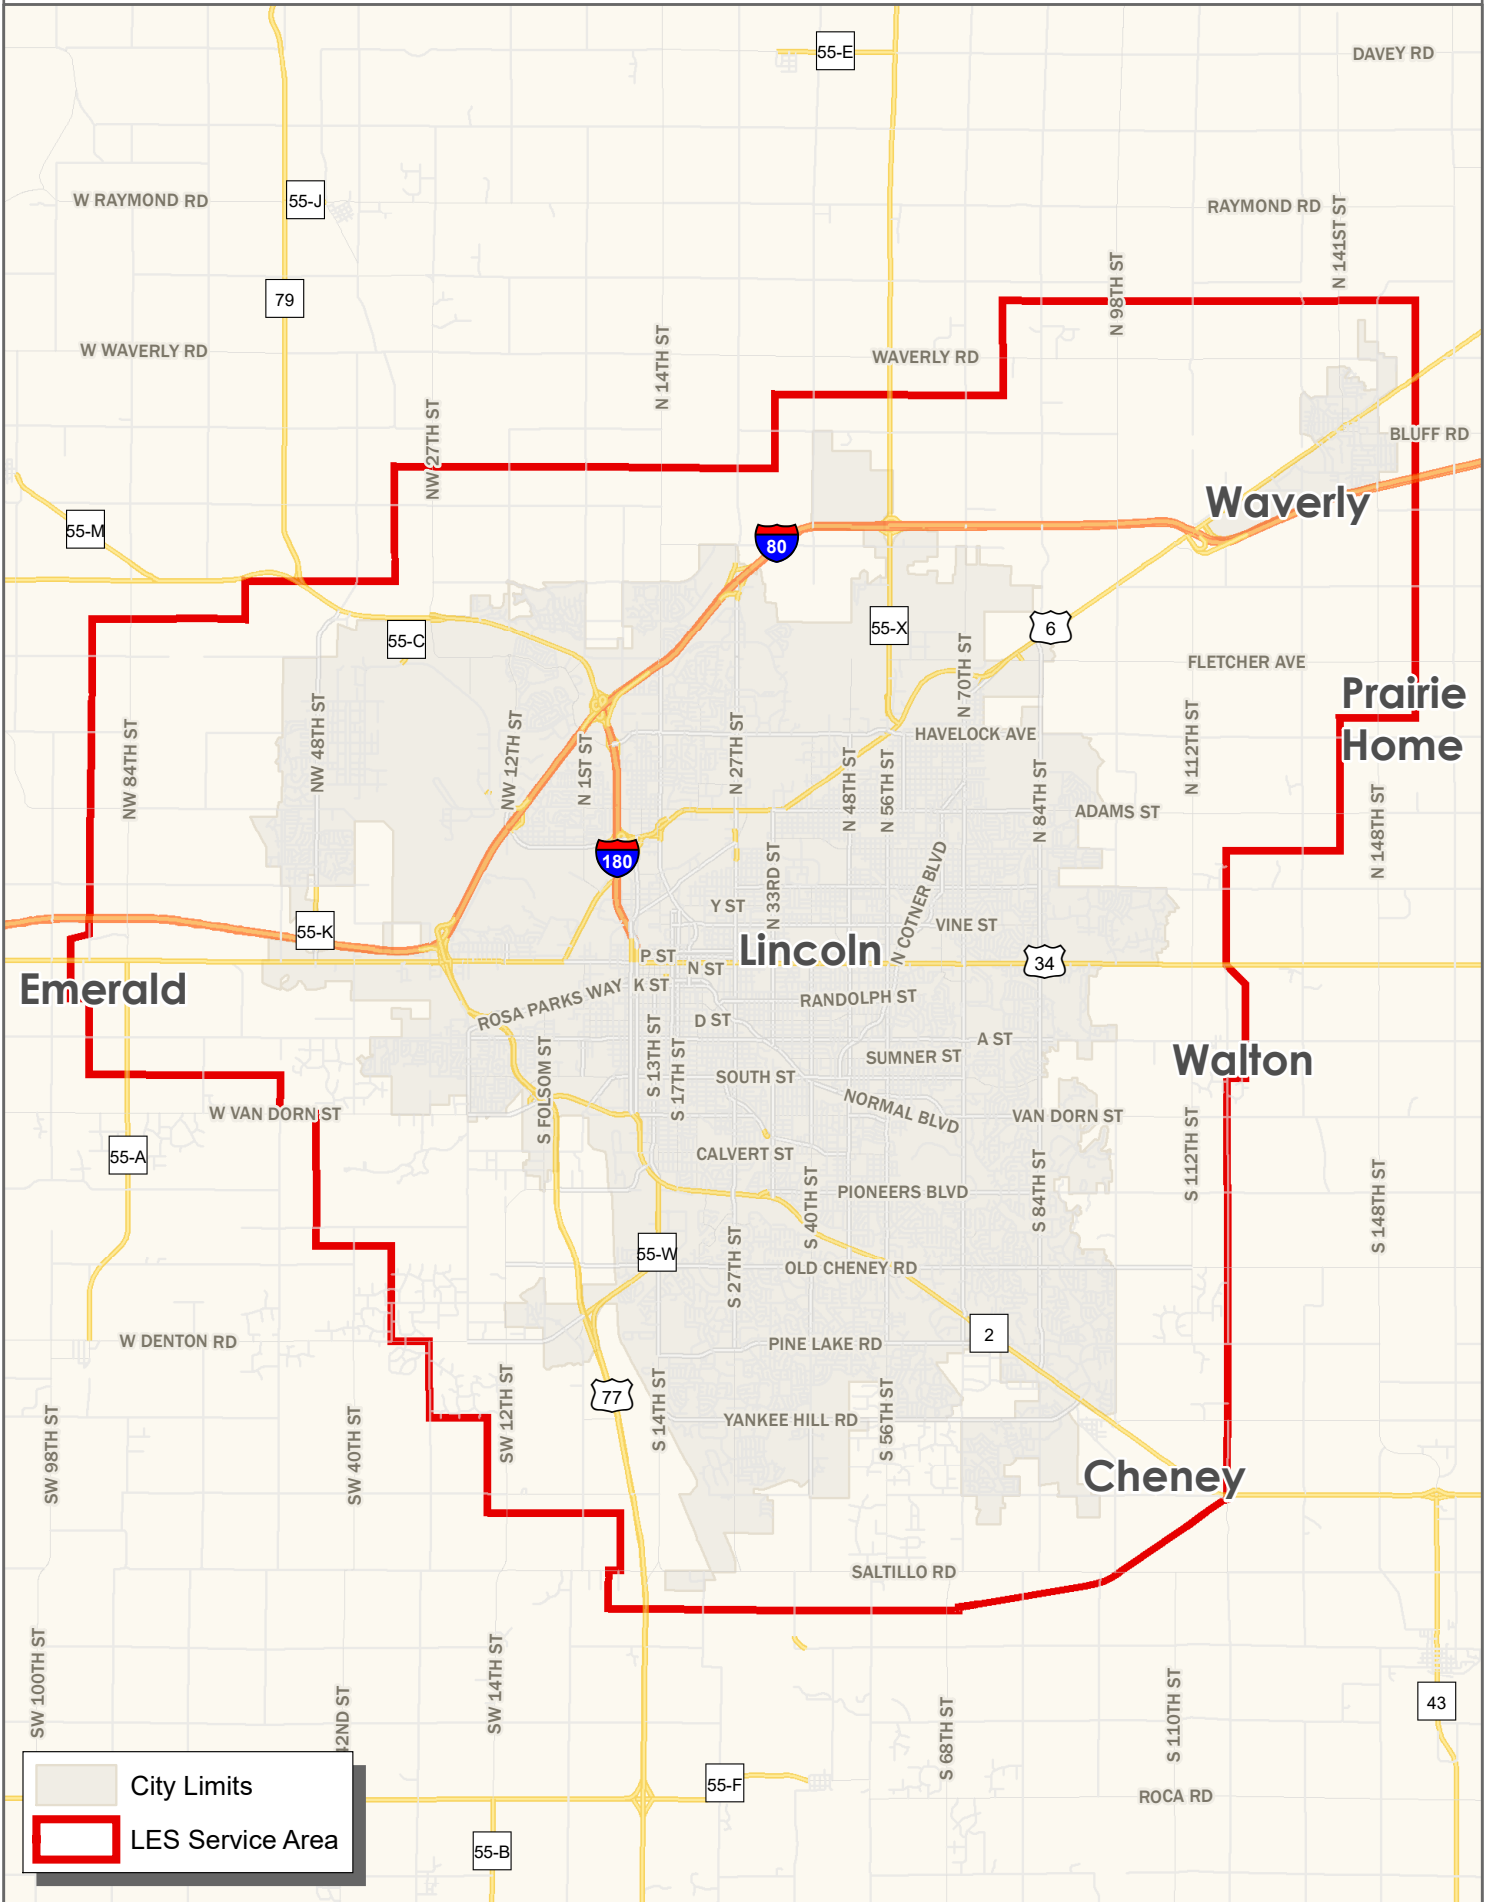 55-E
DAVEY RD
W RAYMOND RD
55-J
RAYMOND RD
N 141ST ST
79
N 98TH ST
W WAVERLY RD
N 14TH ST
WAVERLY RD
NW 27TH ST
BLUFF RD
Waverly
55-M
80
55-C
55-X
6
N 70TH ST
FLETCHER AVE
Prairie
Home
NW 84TH ST
NW 48TH ST
NW 12TH ST
N 1ST ST
N 27TH ST
HAVELOCK AVE
N 48TH ST
N 56TH ST
N 84TH ST
N 112TH ST
ADAMS ST
N 148TH ST
180
N 33RD ST
N COTNER BLVD
Y ST
VINE ST
55-K
P ST
Lincoln
34
N ST
Emerald
K ST
ROSA PARKS WAY
RANDOLPH ST
D ST
A ST
S FOLSOM ST
S 13TH ST
S 17TH ST
SUMNER ST
Walton
SOUTH ST
W VAN DORN ST
NORMAL BLVD
VAN DORN ST
55-A
CALVERT ST
S 112TH ST
PIONEERS BLVD
S 40TH ST
S 84TH ST
S 148TH ST
55-W
S 27TH ST
OLD CHENEY RD
W DENTON RD
PINE LAKE RD
2
77
SW 98TH ST
SW 40TH ST
SW 12TH ST
S 14TH ST
YANKEE HILL RD
S 56TH ST
Cheney
SALTILLO RD
SW 100TH ST
SW 14TH ST
S 68TH ST
S 110TH ST
43
42ND ST
55-F
ROCA RD
City Limits
LES Service Area
55-B